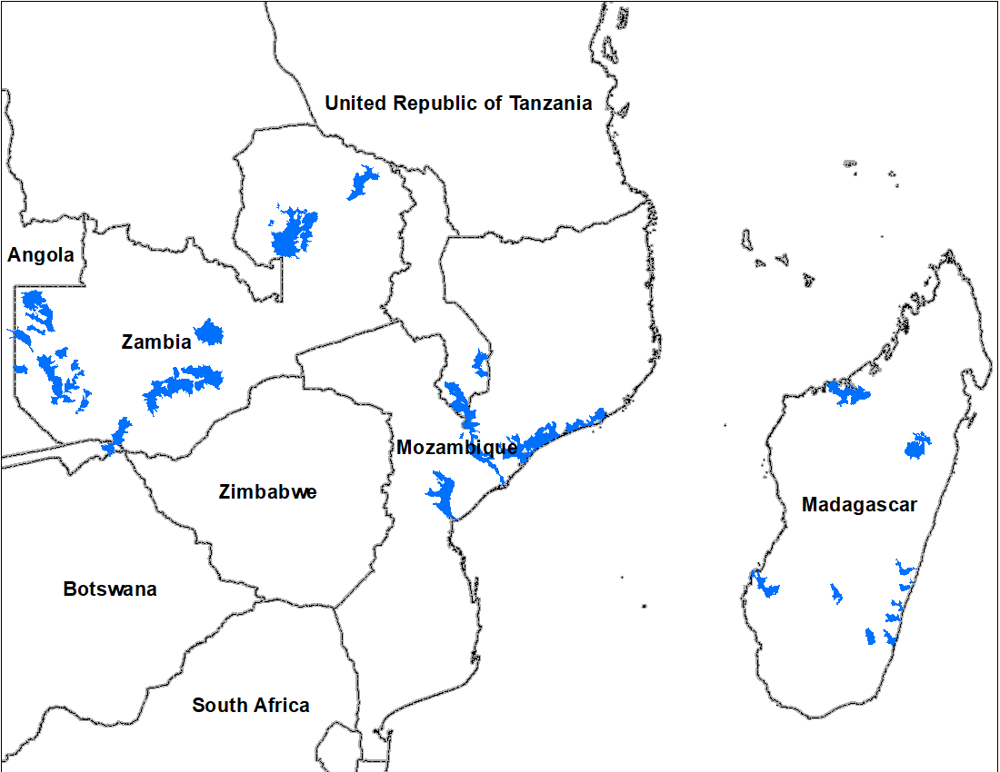 United Republic of Tanzania
Angola
Zambia
Mozambique
Zimbabwe
Madagascar
Botswana
South Africa